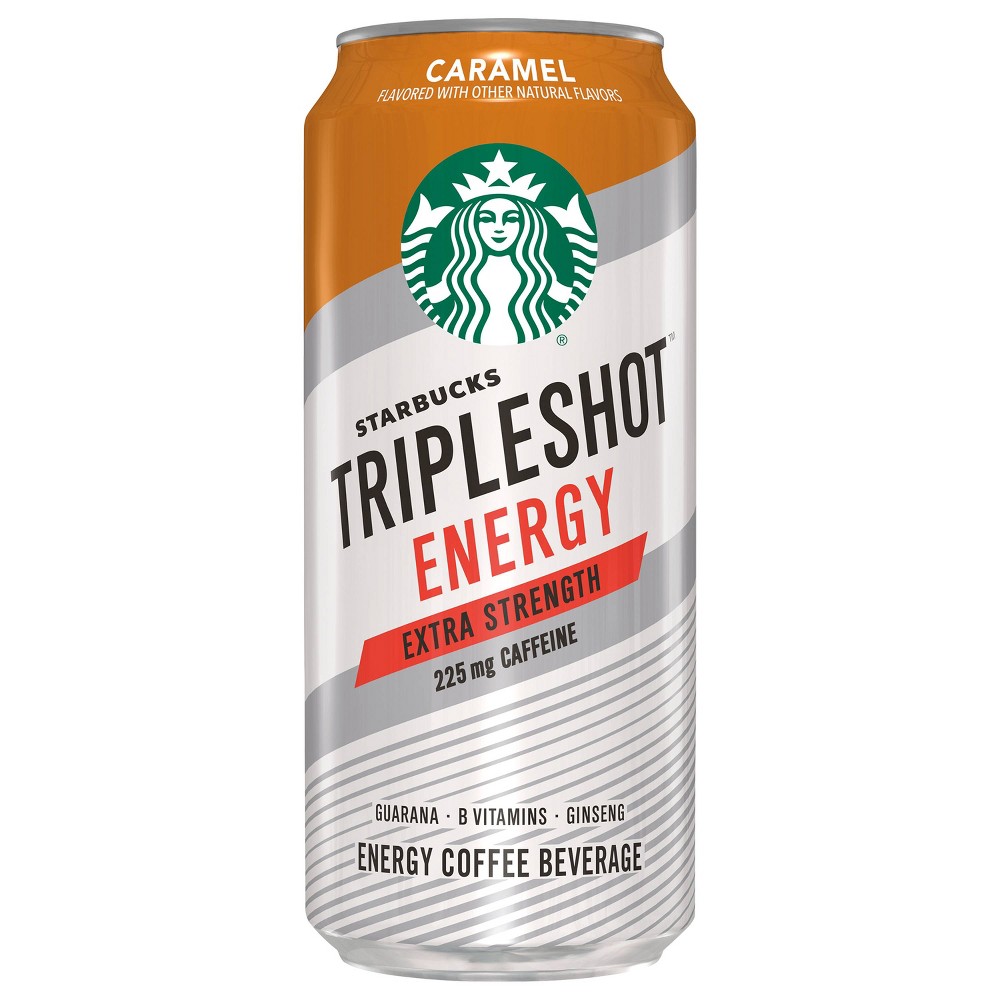 CARAMEL
FLAVORED WITH OTHER NATURAL FLAVORS
®
STARBUCKS
TRIPLESHOT™
ENERGY
EXTRA STRENGTH
225 mg CAFFEINE
GUARANA · B VITAMINS · GINSENG
ENERGY COFFEE BEVERAGE